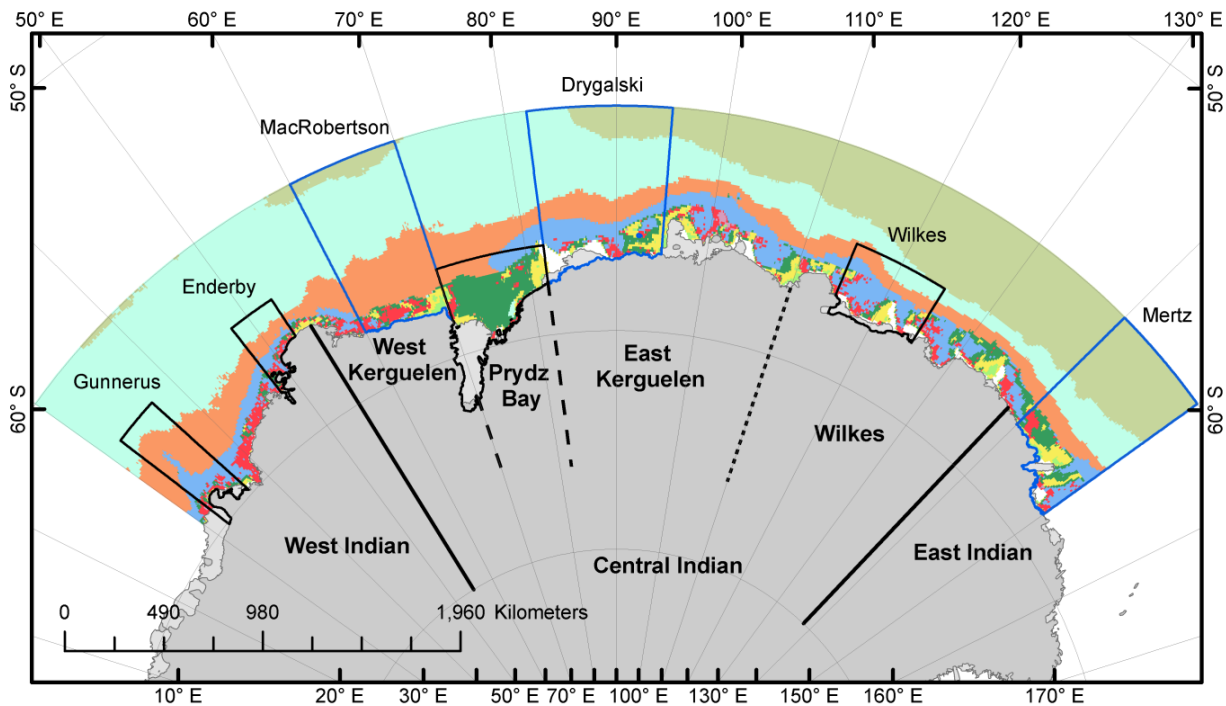 50° E 60° E 70° E 80° E 90° E 100° E 110° E 120° E 130° E
50° S
50° S
Drygalski
MacRobertson
Wilkes
Enderby
Mertz
Gunnerus
West
Kerguelen
Prydz
Bay
East
Kerguelen
60° S
60° S
Wilkes
West Indian
Central Indian
East Indian
0 490 980 1,960 Kilometers
10° E 20° E 30° E 40° E 50° E 70° E 100° E 130° E 150° E 160° E 170° E